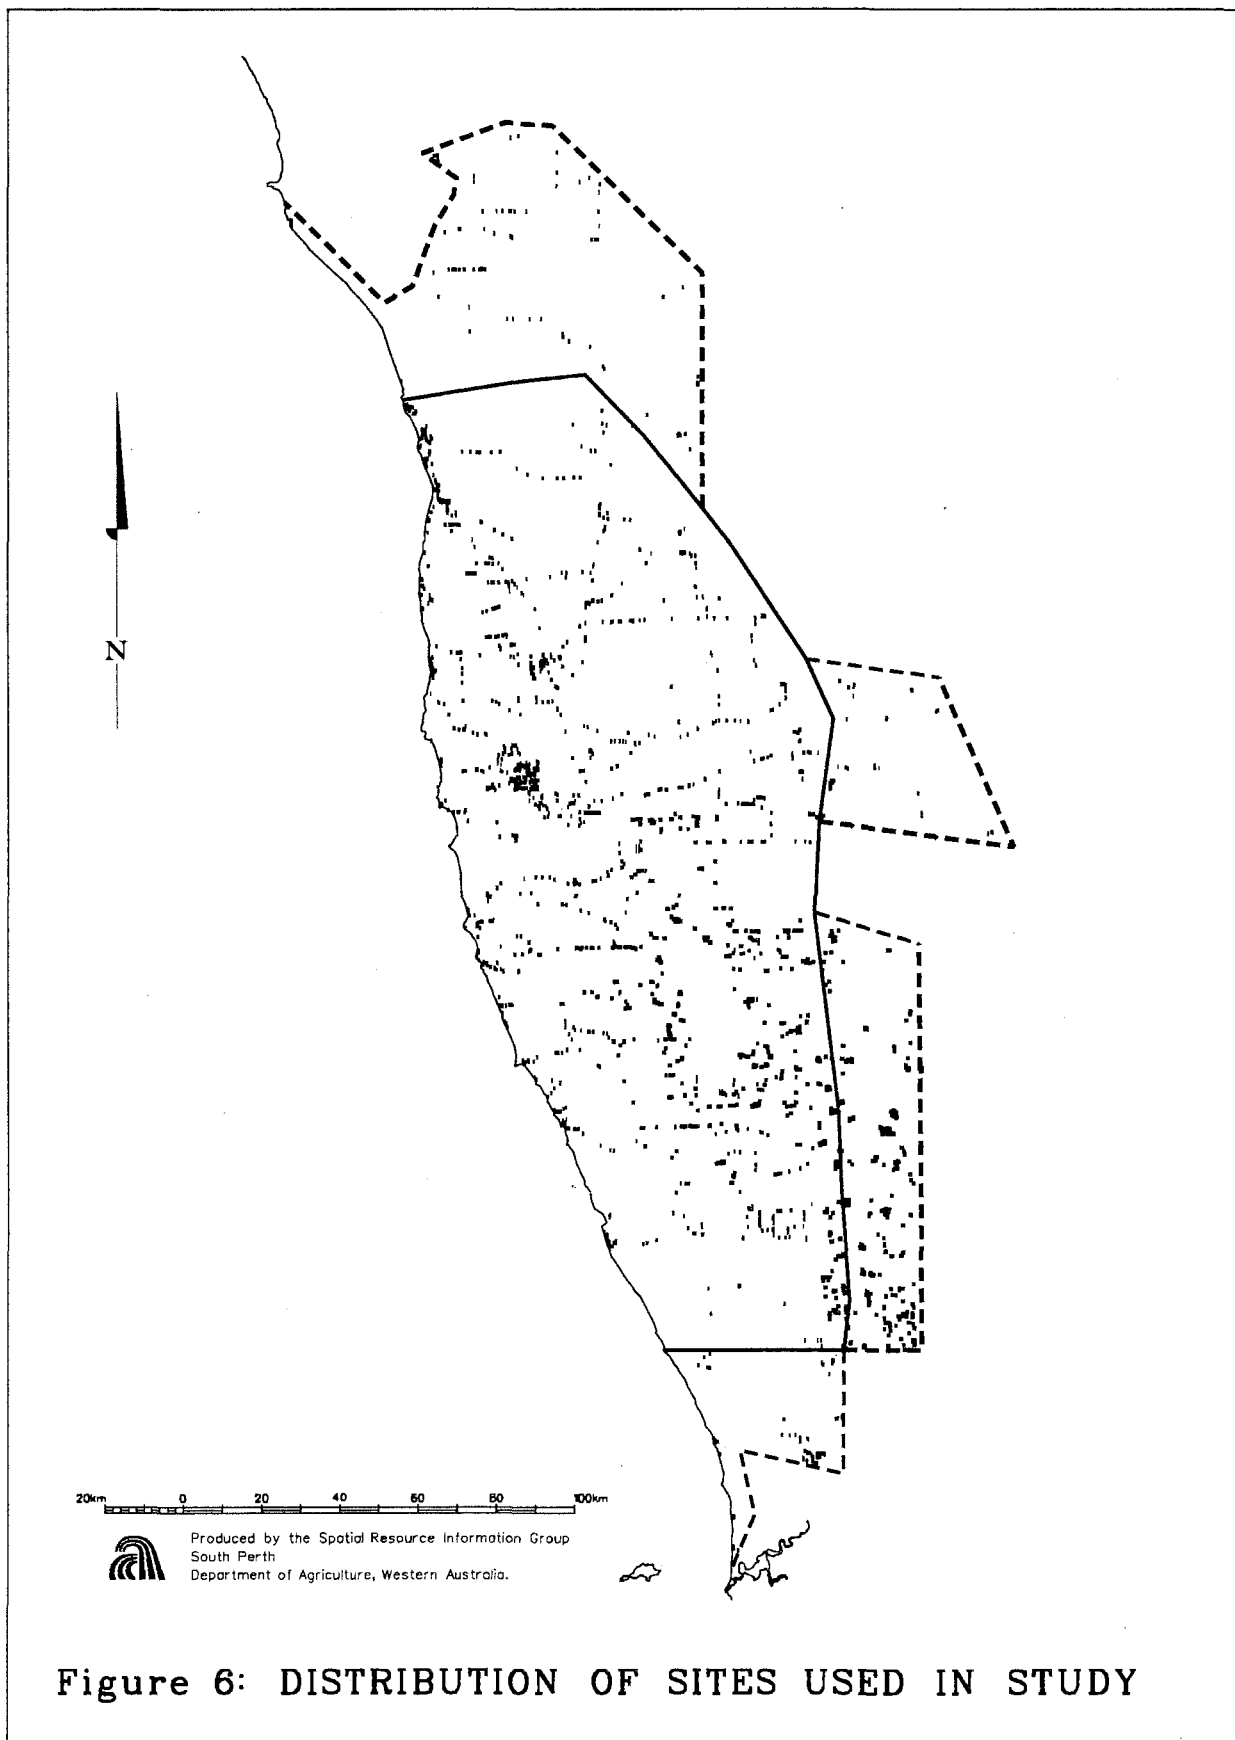 N
20km 0 20 40 60 80 100km
Produced by the Spatial Resource Information Group
South Perth
Department of Agriculture, Western Australia.
Figure 6: DISTRIBUTION OF SITES USED IN STUDY